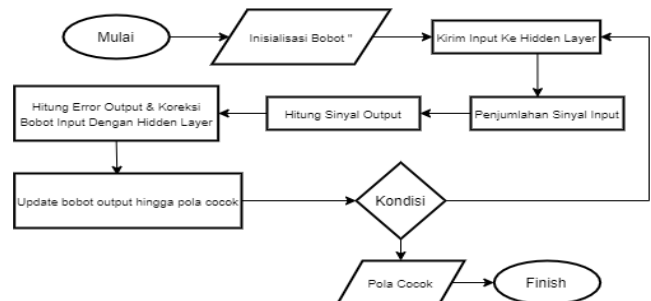 Mulai
Inisialisasi Bobot "
Kirim Input Ke Hidden Layer
Penjumlahan Sinyal Input
Hitung Sinyal Output
Hitung Error Output & Koreksi
Bobot Input Dengan Hidden Layer
Update bobot output hingga pola cocok
Kondisi
Pola Cocok
Finish